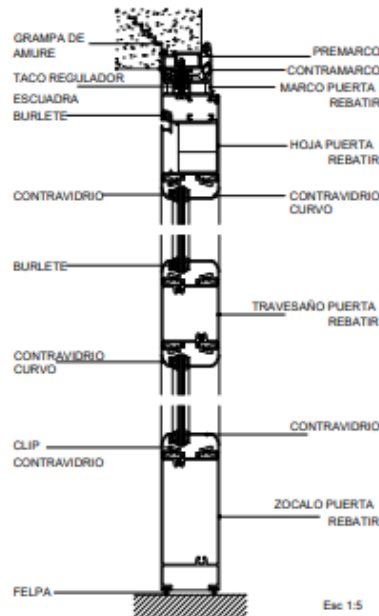 GRAMPA DE
AMURE
PREMARCO
CONTRAMARCO
TACO REGULADOR
MARCO PUERTA
REBATIR
ESCUADRA
BURLETE
HOJA PUERTA
REBATIR
CONTRAVIDRIO
CONTRAVIDRIO
CURVO
BURLETE
TRAVESAÑO PUERTA
REBATIR
CONTRAVIDRIO
CURVO
CONTRAVIDRIO
CLIP
CONTRAVIDRIO
ZOCALO PUERTA
REBATIR
FELPA
Esc 1:5